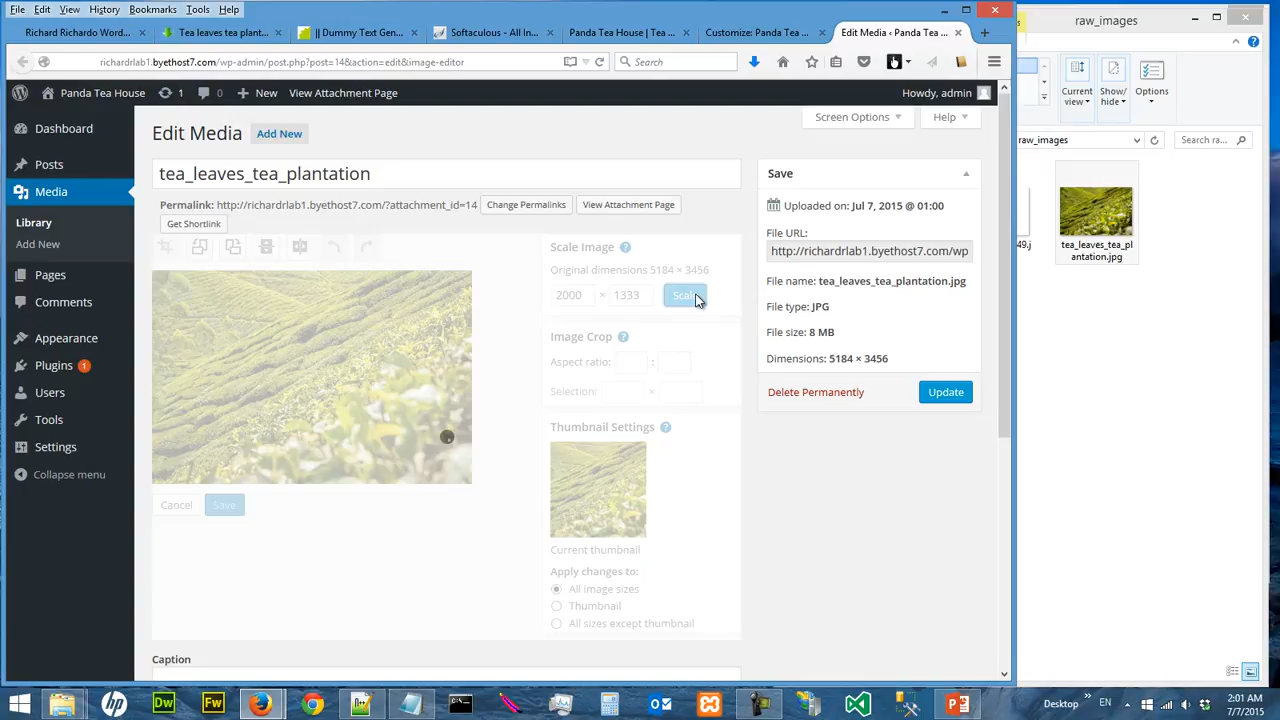 File Edit View History Bookmarks Tools Help
raw_images
Richard Richardo Word...
Tea leaves tea plant...
|| Dummy Text Gen...
Softaculous - All In...
Panda Tea House | Tea ...
Customize: Panda Tea ...
Edit Media ‹ Panda Tea ...
richardrlab1.byethost7.com/wp-admin/post.php?post=14&action=edit&image-editor
Search
Panda Tea House 1 0 New View Attachment Page Howdy, admin
Current view
Show/ hide
Options
raw_images
Search ra...
Dashboard
Posts
Media
Library
Add New
Pages
Comments
Appearance
Plugins 1
Users
Tools
Settings
Collapse menu
Screen Options
Help
Edit Media Add New
tea_leaves_tea_plantation
Permalink: http://richardrlab1.byethost7.com/?attachment_id=14 Change Permalinks View Attachment Page
Get Shortlink
Scale Image
Original dimensions 5184 × 3456
2000 × 1333 Scale
Image Crop
Aspect ratio: :
Selection: ×
Thumbnail Settings
Current thumbnail
Apply changes to:
All image sizes
Thumbnail
All sizes except thumbnail
Cancel Save
Caption
Save
Uploaded on: Jul 7, 2015 @ 01:00
File URL:
http://richardrlab1.byethost7.com/wp
File name: tea_leaves_tea_plantation.jpg
File type: JPG
File size: 8 MB
Dimensions: 5184 × 3456
Delete Permanently Update
49.j
tea_leaves_tea_pl
antation.jpg
Dw
Fw
Desktop
EN
2:01 AM
7/7/2015